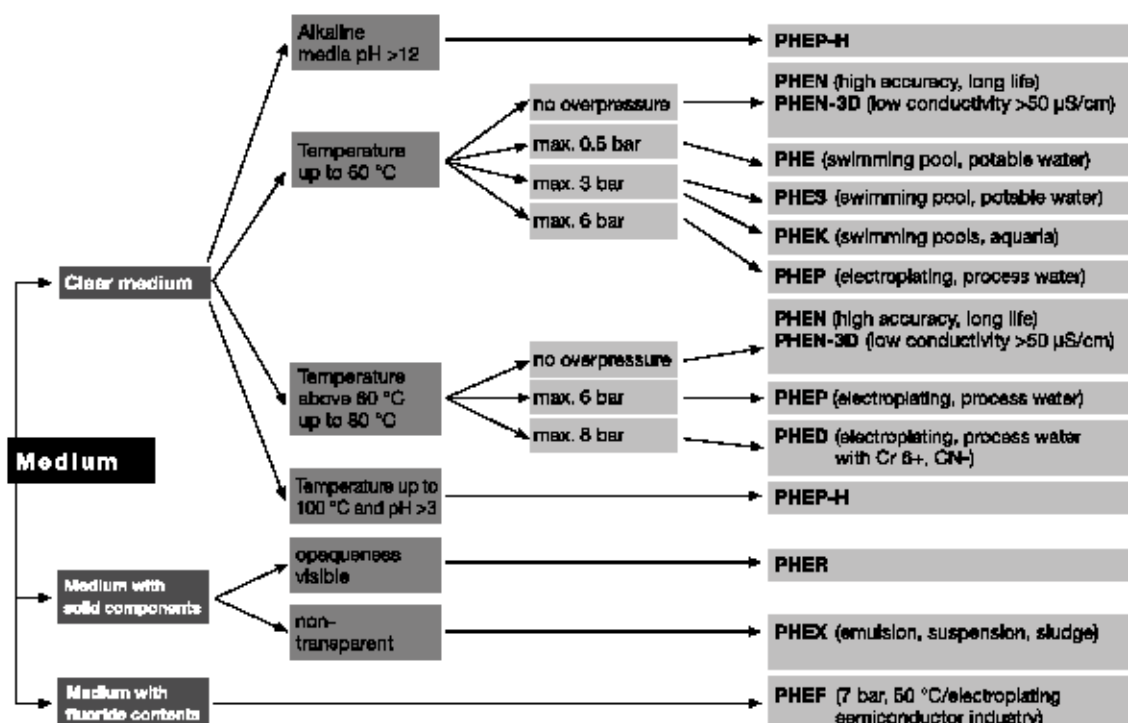 Alkaline
media pH >12
PHEP-H
PHEN (high accuracy, long life)
PHEN-3D (low conductivity >50 µS/cm)
no overpressure
Temperature
up to 60 °C
max. 0.5 bar
PHE (swimming pool, potable water)
max. 3 bar
PHES (swimming pool, potable water)
max. 6 bar
PHEK (swimming pools, aquaria)
Clear medium
PHEP (electroplating, process water)
PHEN (high accuracy, long life)
PHEN-3D (low conductivity >50 µS/cm)
no overpressure
Temperature
above 60 °C
up to 80 °C
max. 6 bar
PHEP (electroplating, process water)
max. 8 bar
PHED (electroplating, process water
with Cr 6+, CN-)
Medium
Temperature up to
100 °C and pH >3
PHEP-H
opaqueness
visible
PHER
Medium with
solid components
non-
transparent
PHEX (emulsion, suspension, sludge)
Medium with
fluoride contents
PHEF (7 bar, 50 °C/electroplating
semiconductor industry)